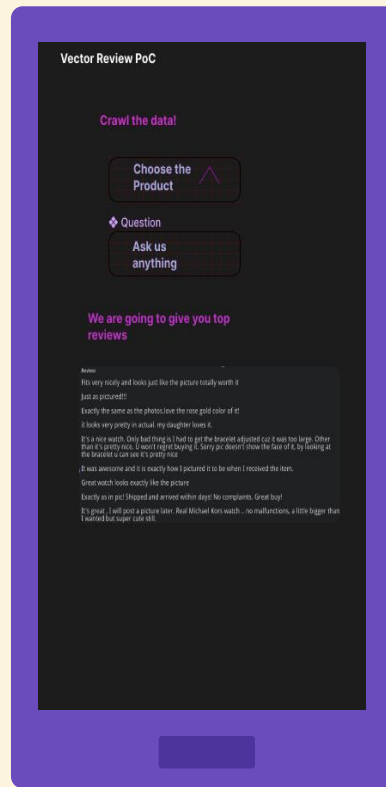 Vector Review PoC
Crawl the data!
Choose the
Product
❖ Question
Ask us
anything
We are going to give you top
reviews
Review
Fits very nicely and looks just like the picture totally worth it
Just as pictured!!!
Exactly the same as the photos.love the rose gold color of it!
it looks very pretty in actual. my daughter loves it.
It's a nice watch. Only bad thing is I had to get the bracelet adjusted cuz it was too large. Other
than it's pretty nice. U won't regret buying it. Sorry pic doesn't show the face of it, by looking at
the bracelet u can see it's pretty nice
It was awesome and it is exactly how I pictured it to be when I received the item.
Great watch looks exactly like the picture
Exactly as in pic! Shipped and arrived within days! No complaints. Great buy!
It's great , I will post a picture later. Real Michael Kors watch .. no malfunctions, a little bigger than
I wanted but super cute still.